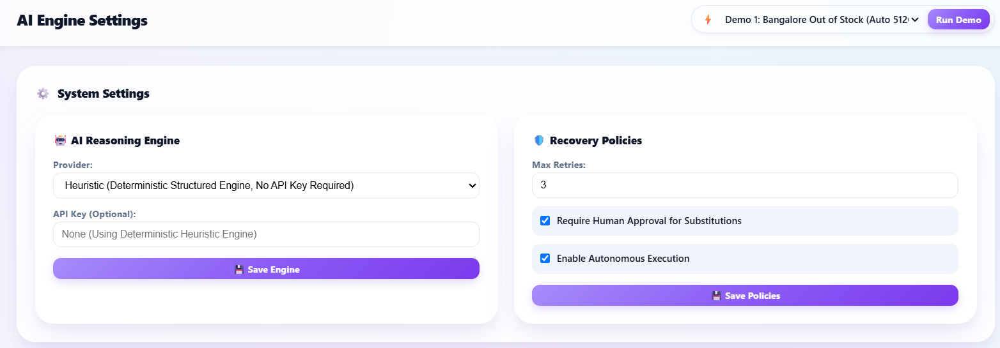 AI Engine Settings
Demo 1: Bangalore Out of Stock (Auto 512
Run Demo
System Settings
AI Reasoning Engine
Provider:
Heuristic (Deterministic Structured Engine, No API Key Required)
API Key (Optional):
None (Using Deterministic Heuristic Engine)
Save Engine
Recovery Policies
Max Retries:
3
Require Human Approval for Substitutions
Enable Autonomous Execution
Save Policies